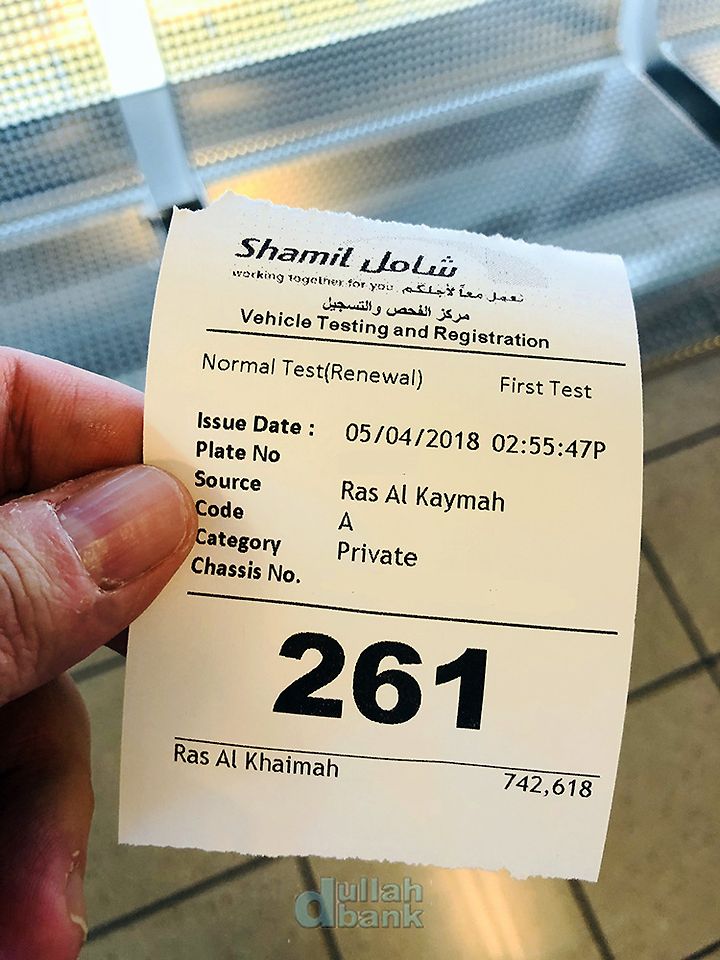 Shamil شامل
working together for you نعمل معاً لأجلكم
مركز الفحص والتسجيل
Vehicle Testing and Registration
Normal Test(Renewal) First Test
Issue Date : 05/04/2018 02:55:47P
Plate No
Source Ras Al Kaymah
Code A
Category Private
Chassis No.
261
Ras Al Khaimah 742,618
dullah
bank